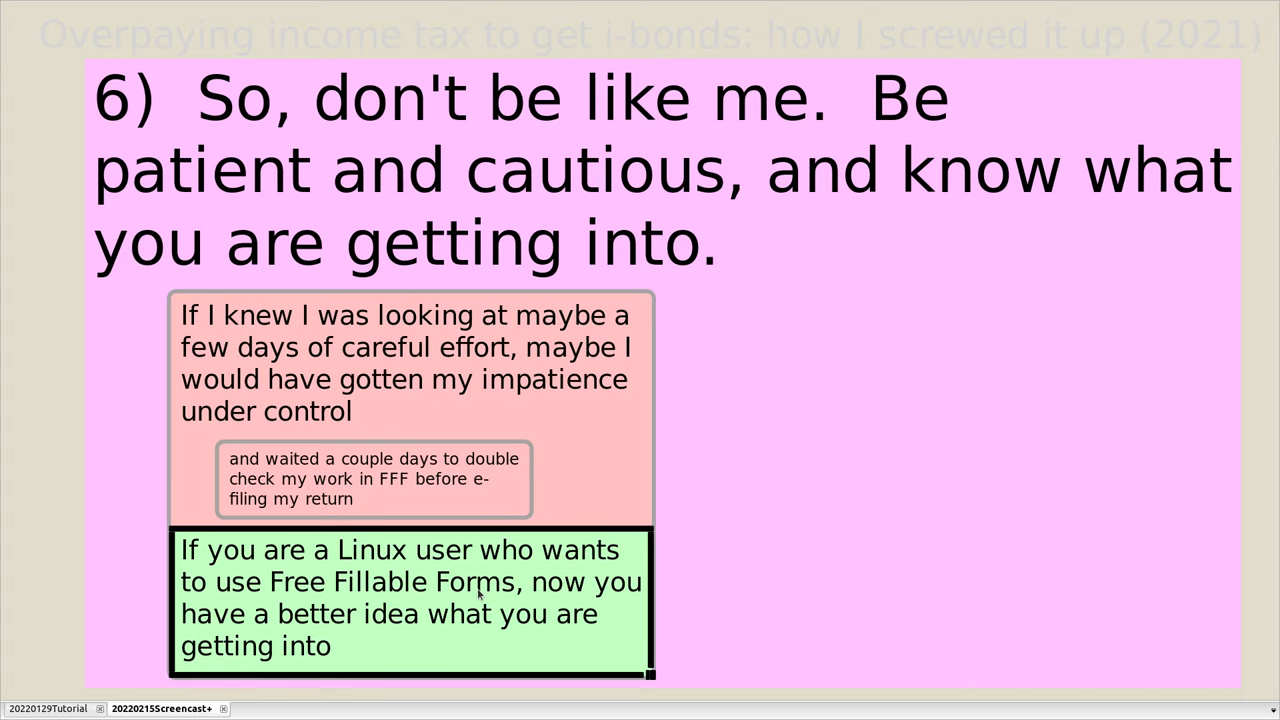 Overpaying income tax to get i-bonds: how I screwed it up (2021)
6)  So, don't be like me.  Be
patient and cautious, and know what
you are getting into.
If I knew I was looking at maybe a
few days of careful effort, maybe I
would have gotten my impatience
under control
and waited a couple days to double
check my work in FFF before e-
filing my return
If you are a Linux user who wants
to use Free Fillable Forms, now you
have a better idea what you are
getting into
20220129Tutorial 20220215Screencast+